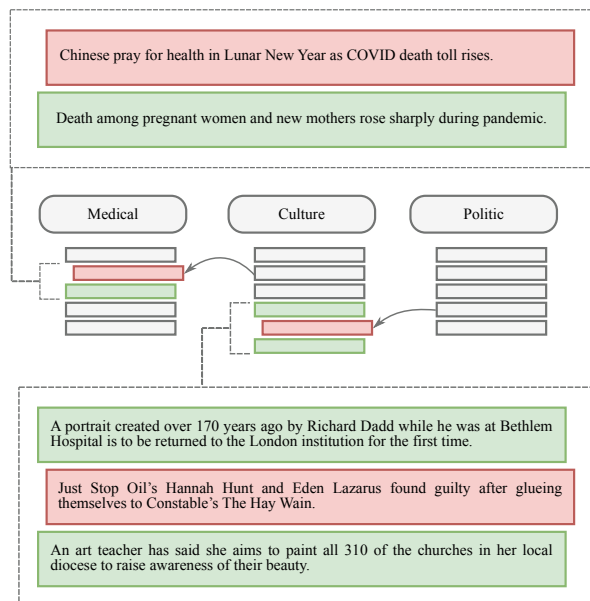 Chinese pray for health in Lunar New Year as COVID death toll rises.
Death among pregnant women and new mothers rose sharply during pandemic.
Medical
Culture
Politic
A portrait created over 170 years ago by Richard Dadd while he was at Bethlem
Hospital is to be returned to the London institution for the first time.
Just Stop Oil's Hannah Hunt and Eden Lazarus found guilty after glueing
themselves to Constable's The Hay Wain.
An art teacher has said she aims to paint all 310 of the churches in her local
diocese to raise awareness of their beauty.